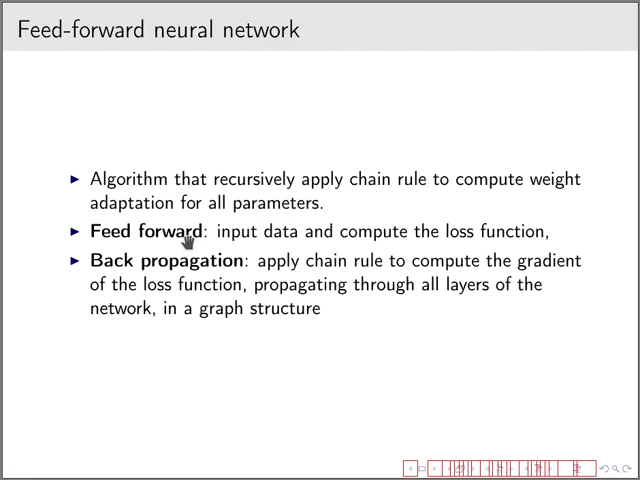 Feed-forward neural network
Algorithm that recursively apply chain rule to compute weight
adaptation for all parameters.
Feed forward: input data and compute the loss function,
Back propagation: apply chain rule to compute the gradient
of the loss function, propagating through all layers of the
network, in a graph structure